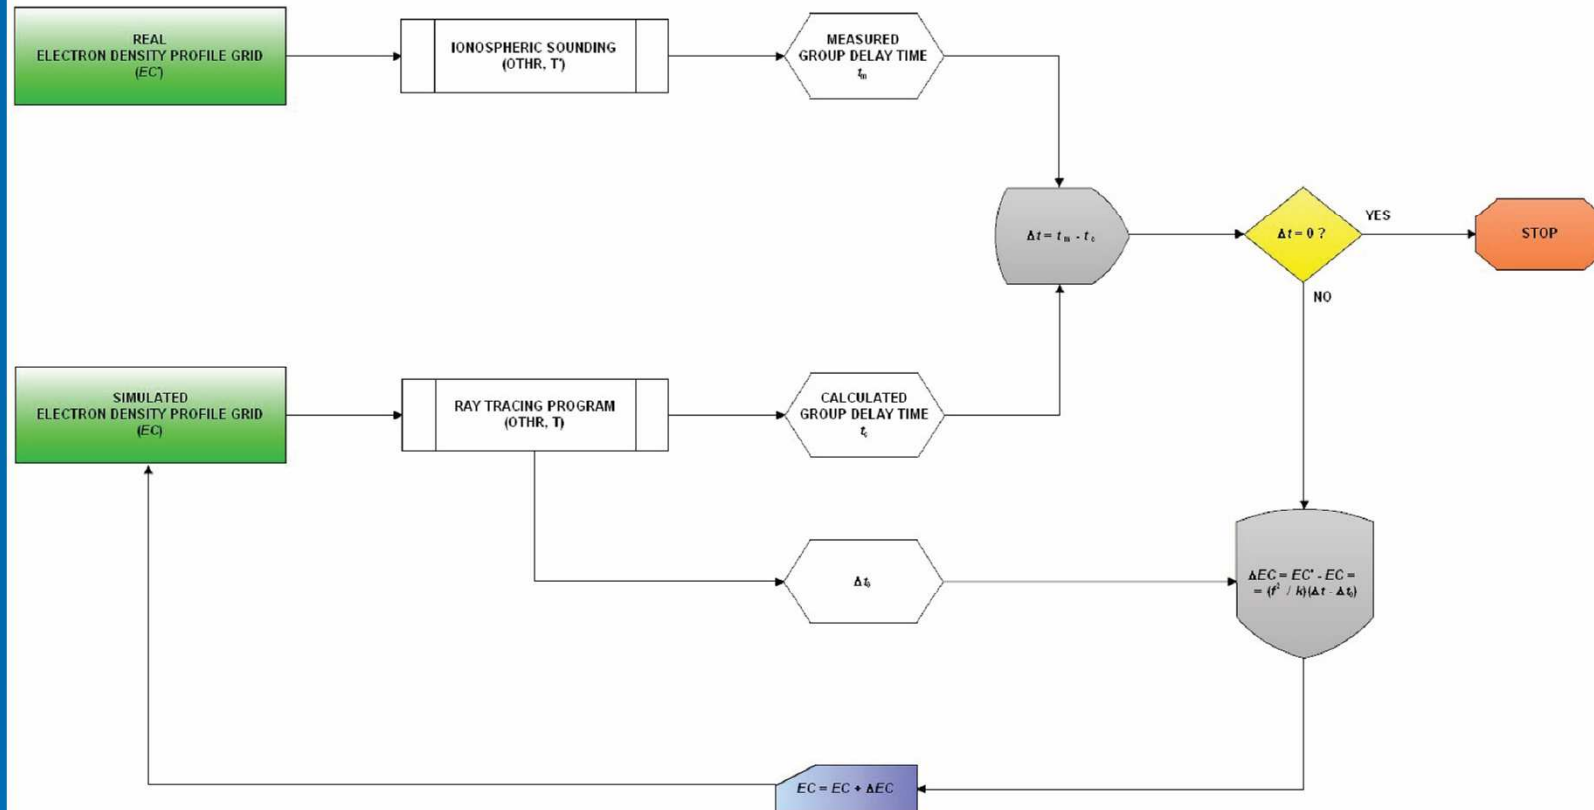 REAL
ELECTRON DENSITY PROFILE GRID
(EC*)
IONOSPHERIC SOUNDING
(OTHR, T*)
MEASURED
GROUP DELAY TIME
tm
Δt = tm - tc
Δt = 0 ?
YES
STOP
NO
SIMULATED
ELECTRON DENSITY PROFILE GRID
(EC)
RAY TRACING PROGRAM
(OTHR, T)
CALCULATED
GROUP DELAY TIME
tc
Δt0
ΔEC = EC* - EC =
= (f² / k)(Δt - Δt0)
EC = EC + ΔEC